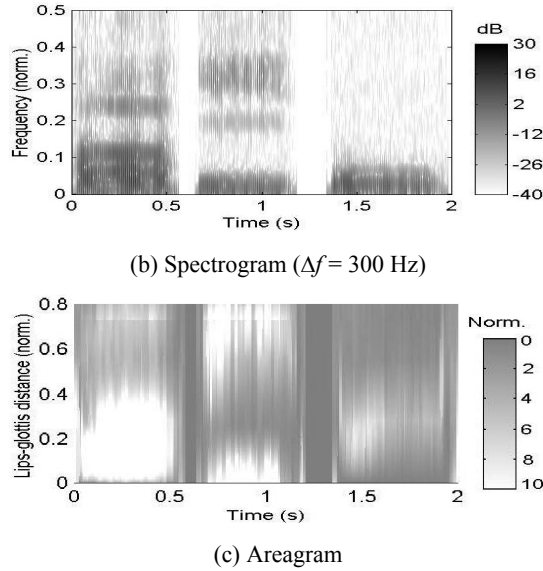 0.5
0.4
0.3
0.2
0.1
0
Frequency (norm.)
0 0.5 1 1.5 2
Time (s)
dB
30
16
2
-12
-26
-40
(b) Spectrogram (Δf = 300 Hz)
0.8
0.6
0.4
0.2
0
Lips-glottis distance (norm.)
0 0.5 1 1.5 2
Time (s)
Norm.
0
2
4
6
8
10
(c) Areagram